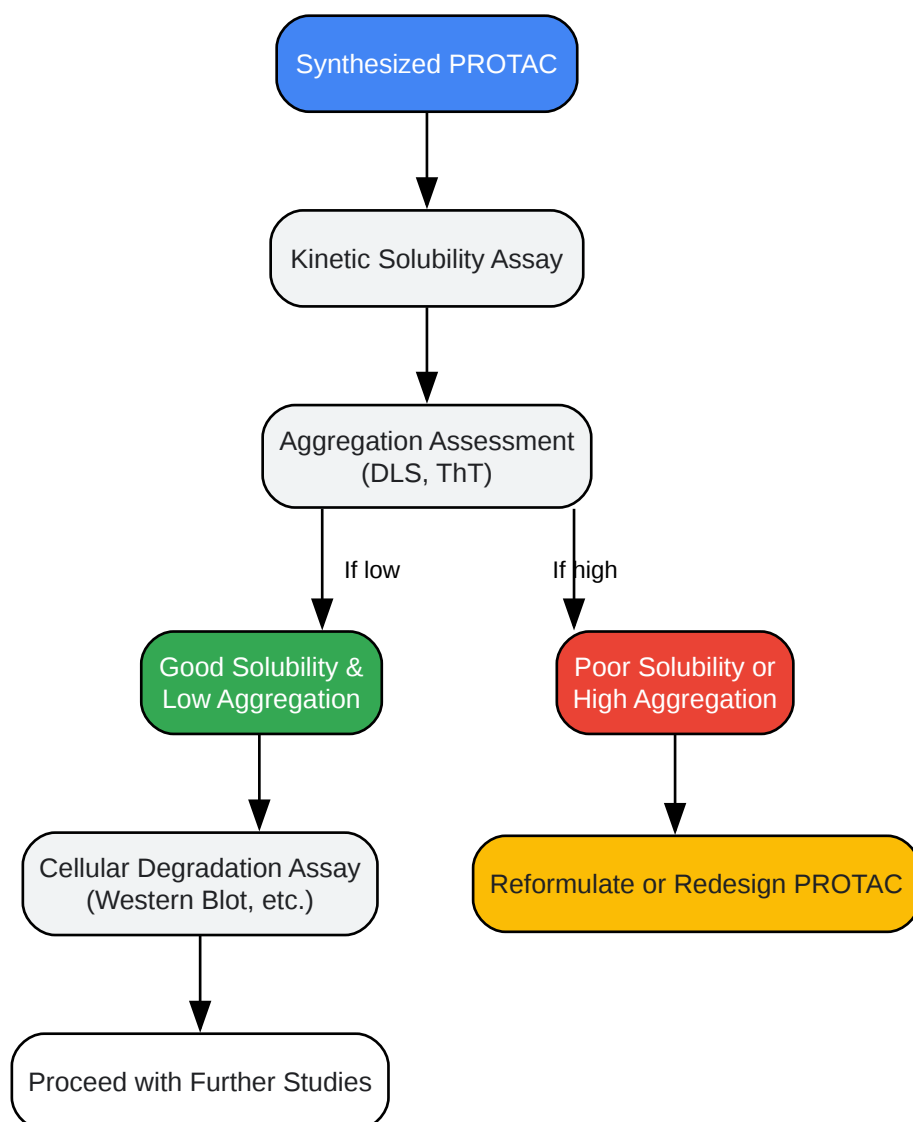 Synthesized PROTAC
Kinetic Solubility Assay
Aggregation Assessment
(DLS, ThT)
If low
If high
Good Solubility &
Low Aggregation
Poor Solubility or
High Aggregation
Cellular Degradation Assay
(Western Blot, etc.)
Reformulate or Redesign PROTAC
Proceed with Further Studies